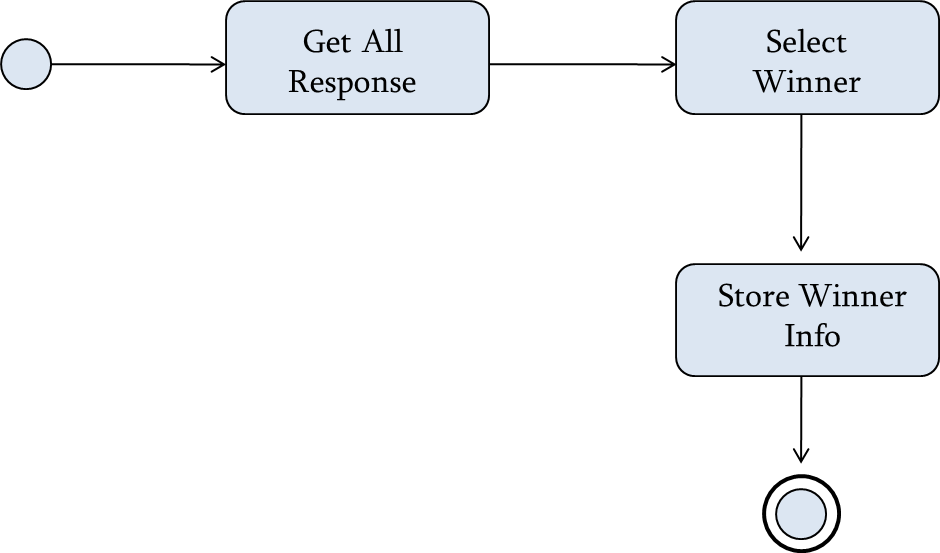 Get All
Response
Select
Winner
Store Winner
Info